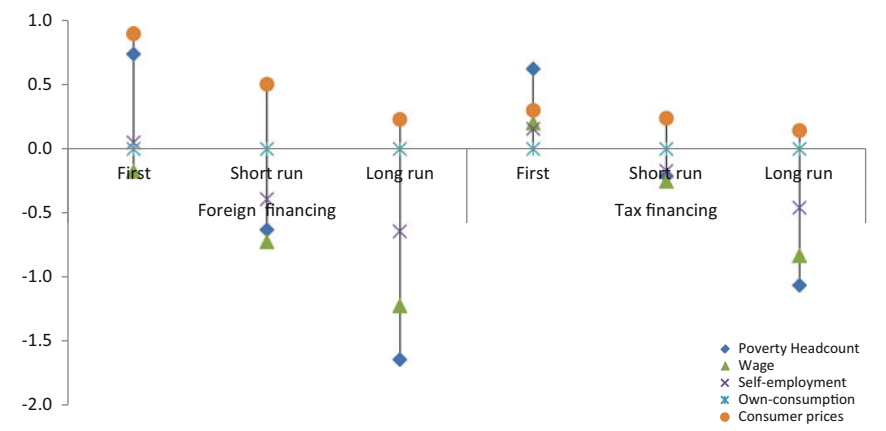 1.0
0.5
0.0
-0.5
-1.0
-1.5
-2.0
First Short run Long run First Short run Long run
Foreign financing Tax financing
Poverty Headcount
Wage
Self-employment
Own-consumption
Consumer prices